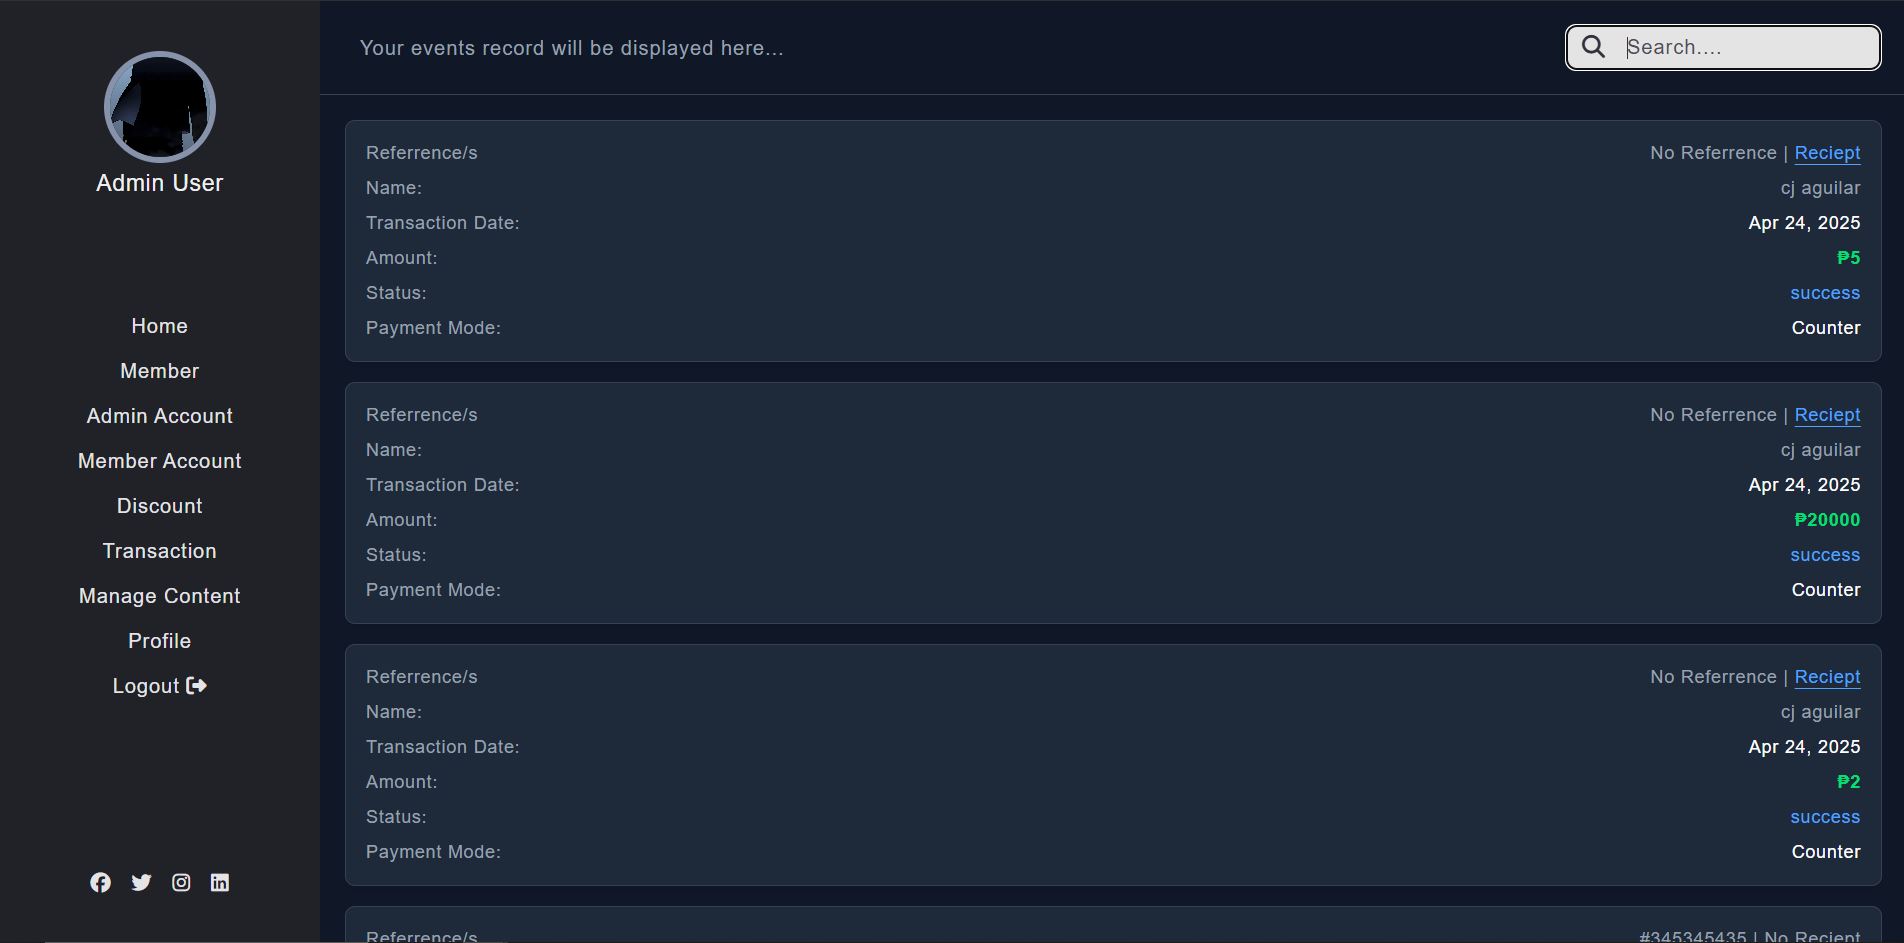 Admin User
Home
Member
Admin Account
Member Account
Discount
Transaction
Manage Content
Profile
Logout
Your events record will be displayed here...
Search....
Referrence/s No Referrence | Reciept
Name: cj aguilar
Transaction Date: Apr 24, 2025
Amount: ₱5
Status: success
Payment Mode: Counter
Referrence/s No Referrence | Reciept
Name: cj aguilar
Transaction Date: Apr 24, 2025
Amount: ₱20000
Status: success
Payment Mode: Counter
Referrence/s No Referrence | Reciept
Name: cj aguilar
Transaction Date: Apr 24, 2025
Amount: ₱2
Status: success
Payment Mode: Counter
Referrence/s #345345435 | No Reciept